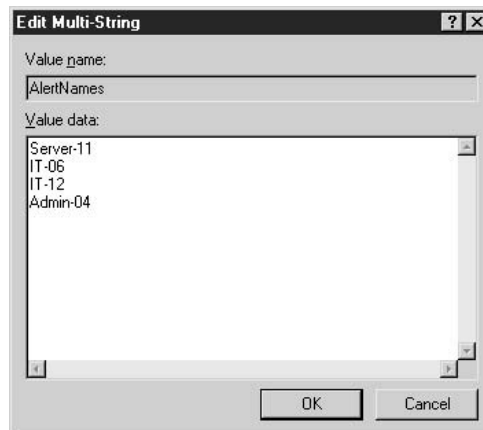 Edit Multi-String
Value name:
AlertNames
Value data:
Server-11
IT-06
IT-12
Admin-04
OK
Cancel